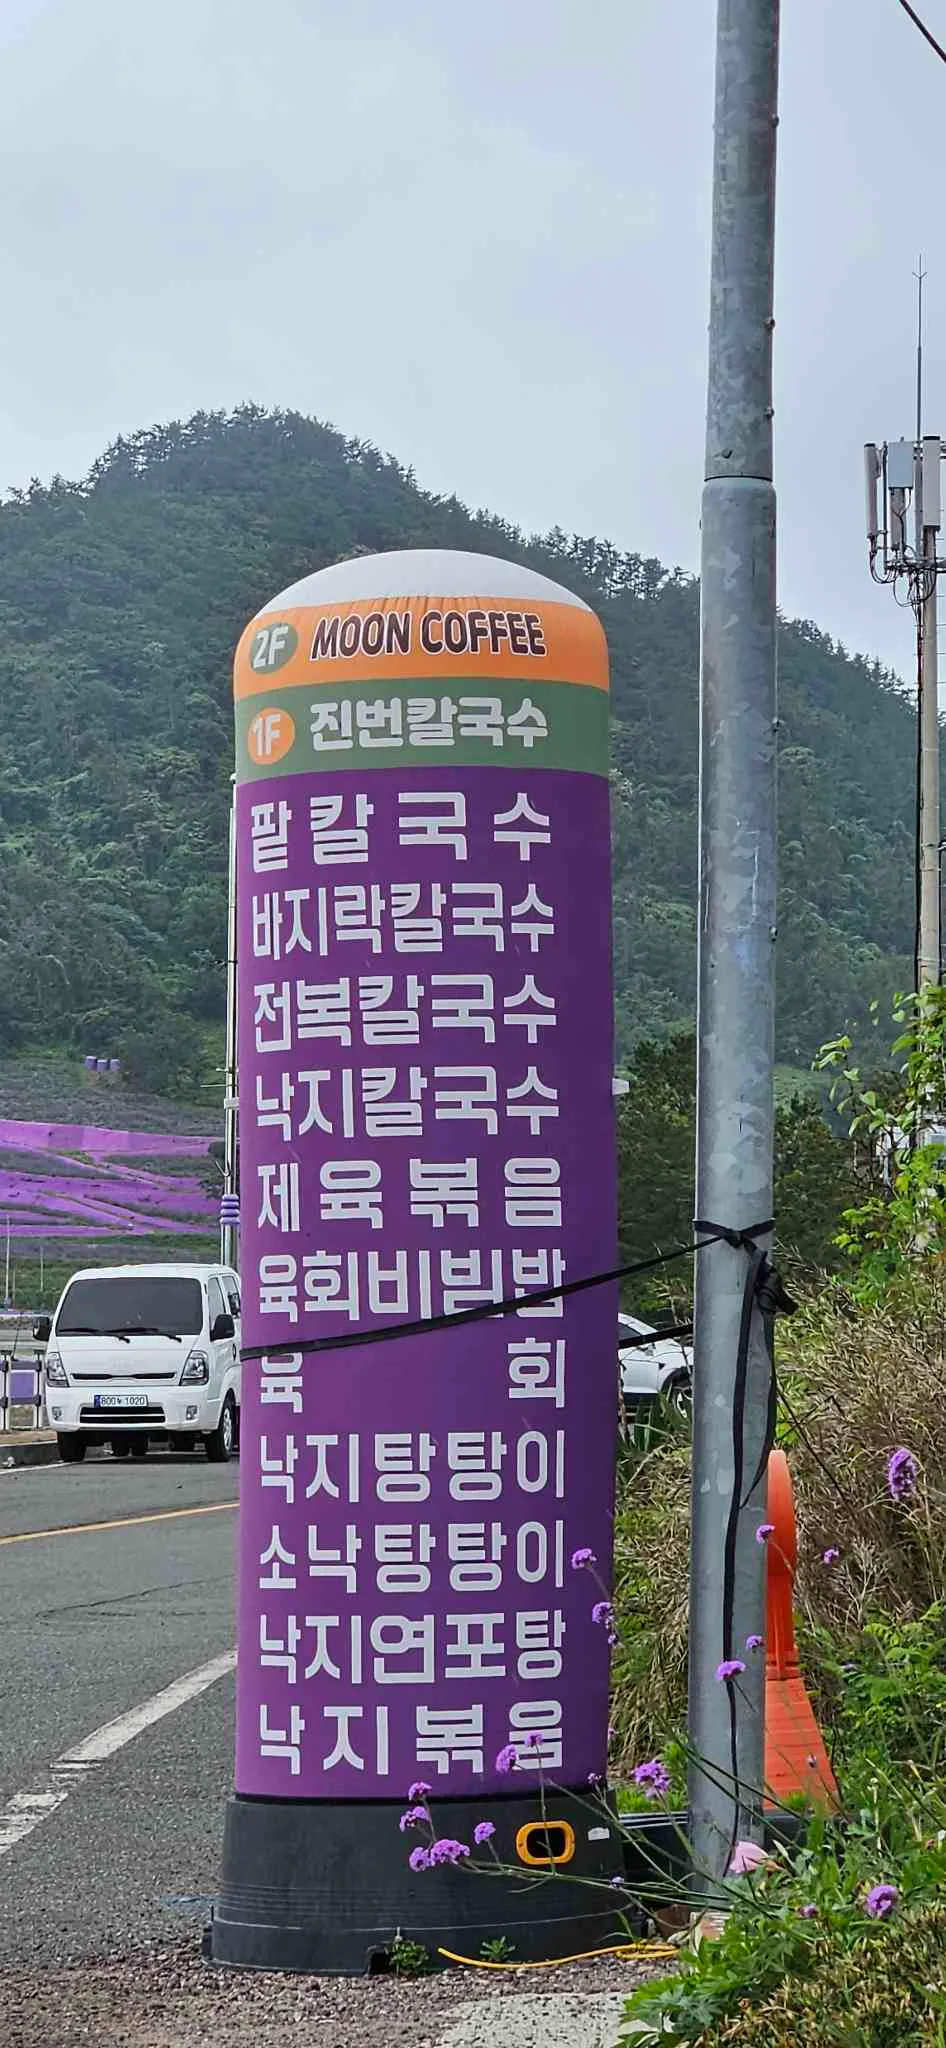 2F MOON COFFEE
1F 진번칼국수
팥칼국수
바지락칼국수
전복칼국수
낙지칼국수
제육볶음
육회비빔밥
육회
낙지탕탕이
소낙탕탕이
낙지연포탕
낙지볶음